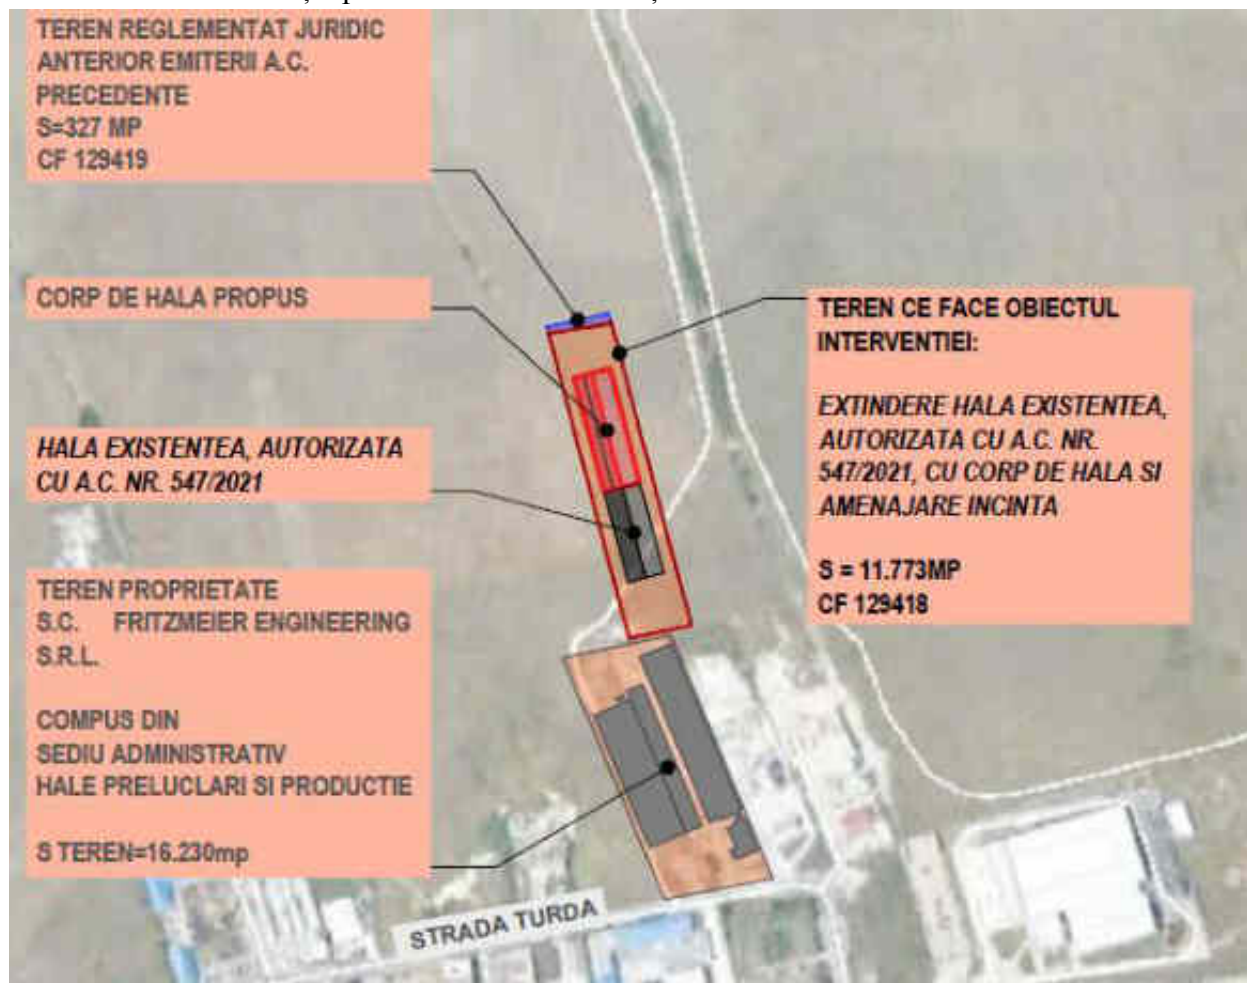 TEREN REGLEMENTAT JURIDIC
ANTERIOR EMITERII A.C.
PRECEDENTE
S=327 MP
CF 129419
CORP DE HALA PROPUS
HALA EXISTENTEA, AUTORIZATA
CU A.C. NR. 547/2021
TEREN PROPRIETATE
S.C. FRITZMEIER ENGINEERING
S.R.L.
COMPUS DIN
SEDIU ADMINISTRATIV
HALE PRELUCLARI SI PRODUCTIE
S TEREN=16.230mp
TEREN CE FACE OBIECTUL
INTERVENTIEI:
EXTINDERE HALA EXISTENTEA,
AUTORIZATA CU A.C. NR.
547/2021, CU CORP DE HALA SI
AMENAJARE INCINTA
S = 11.773MP
CF 129418
STRADA TURDA